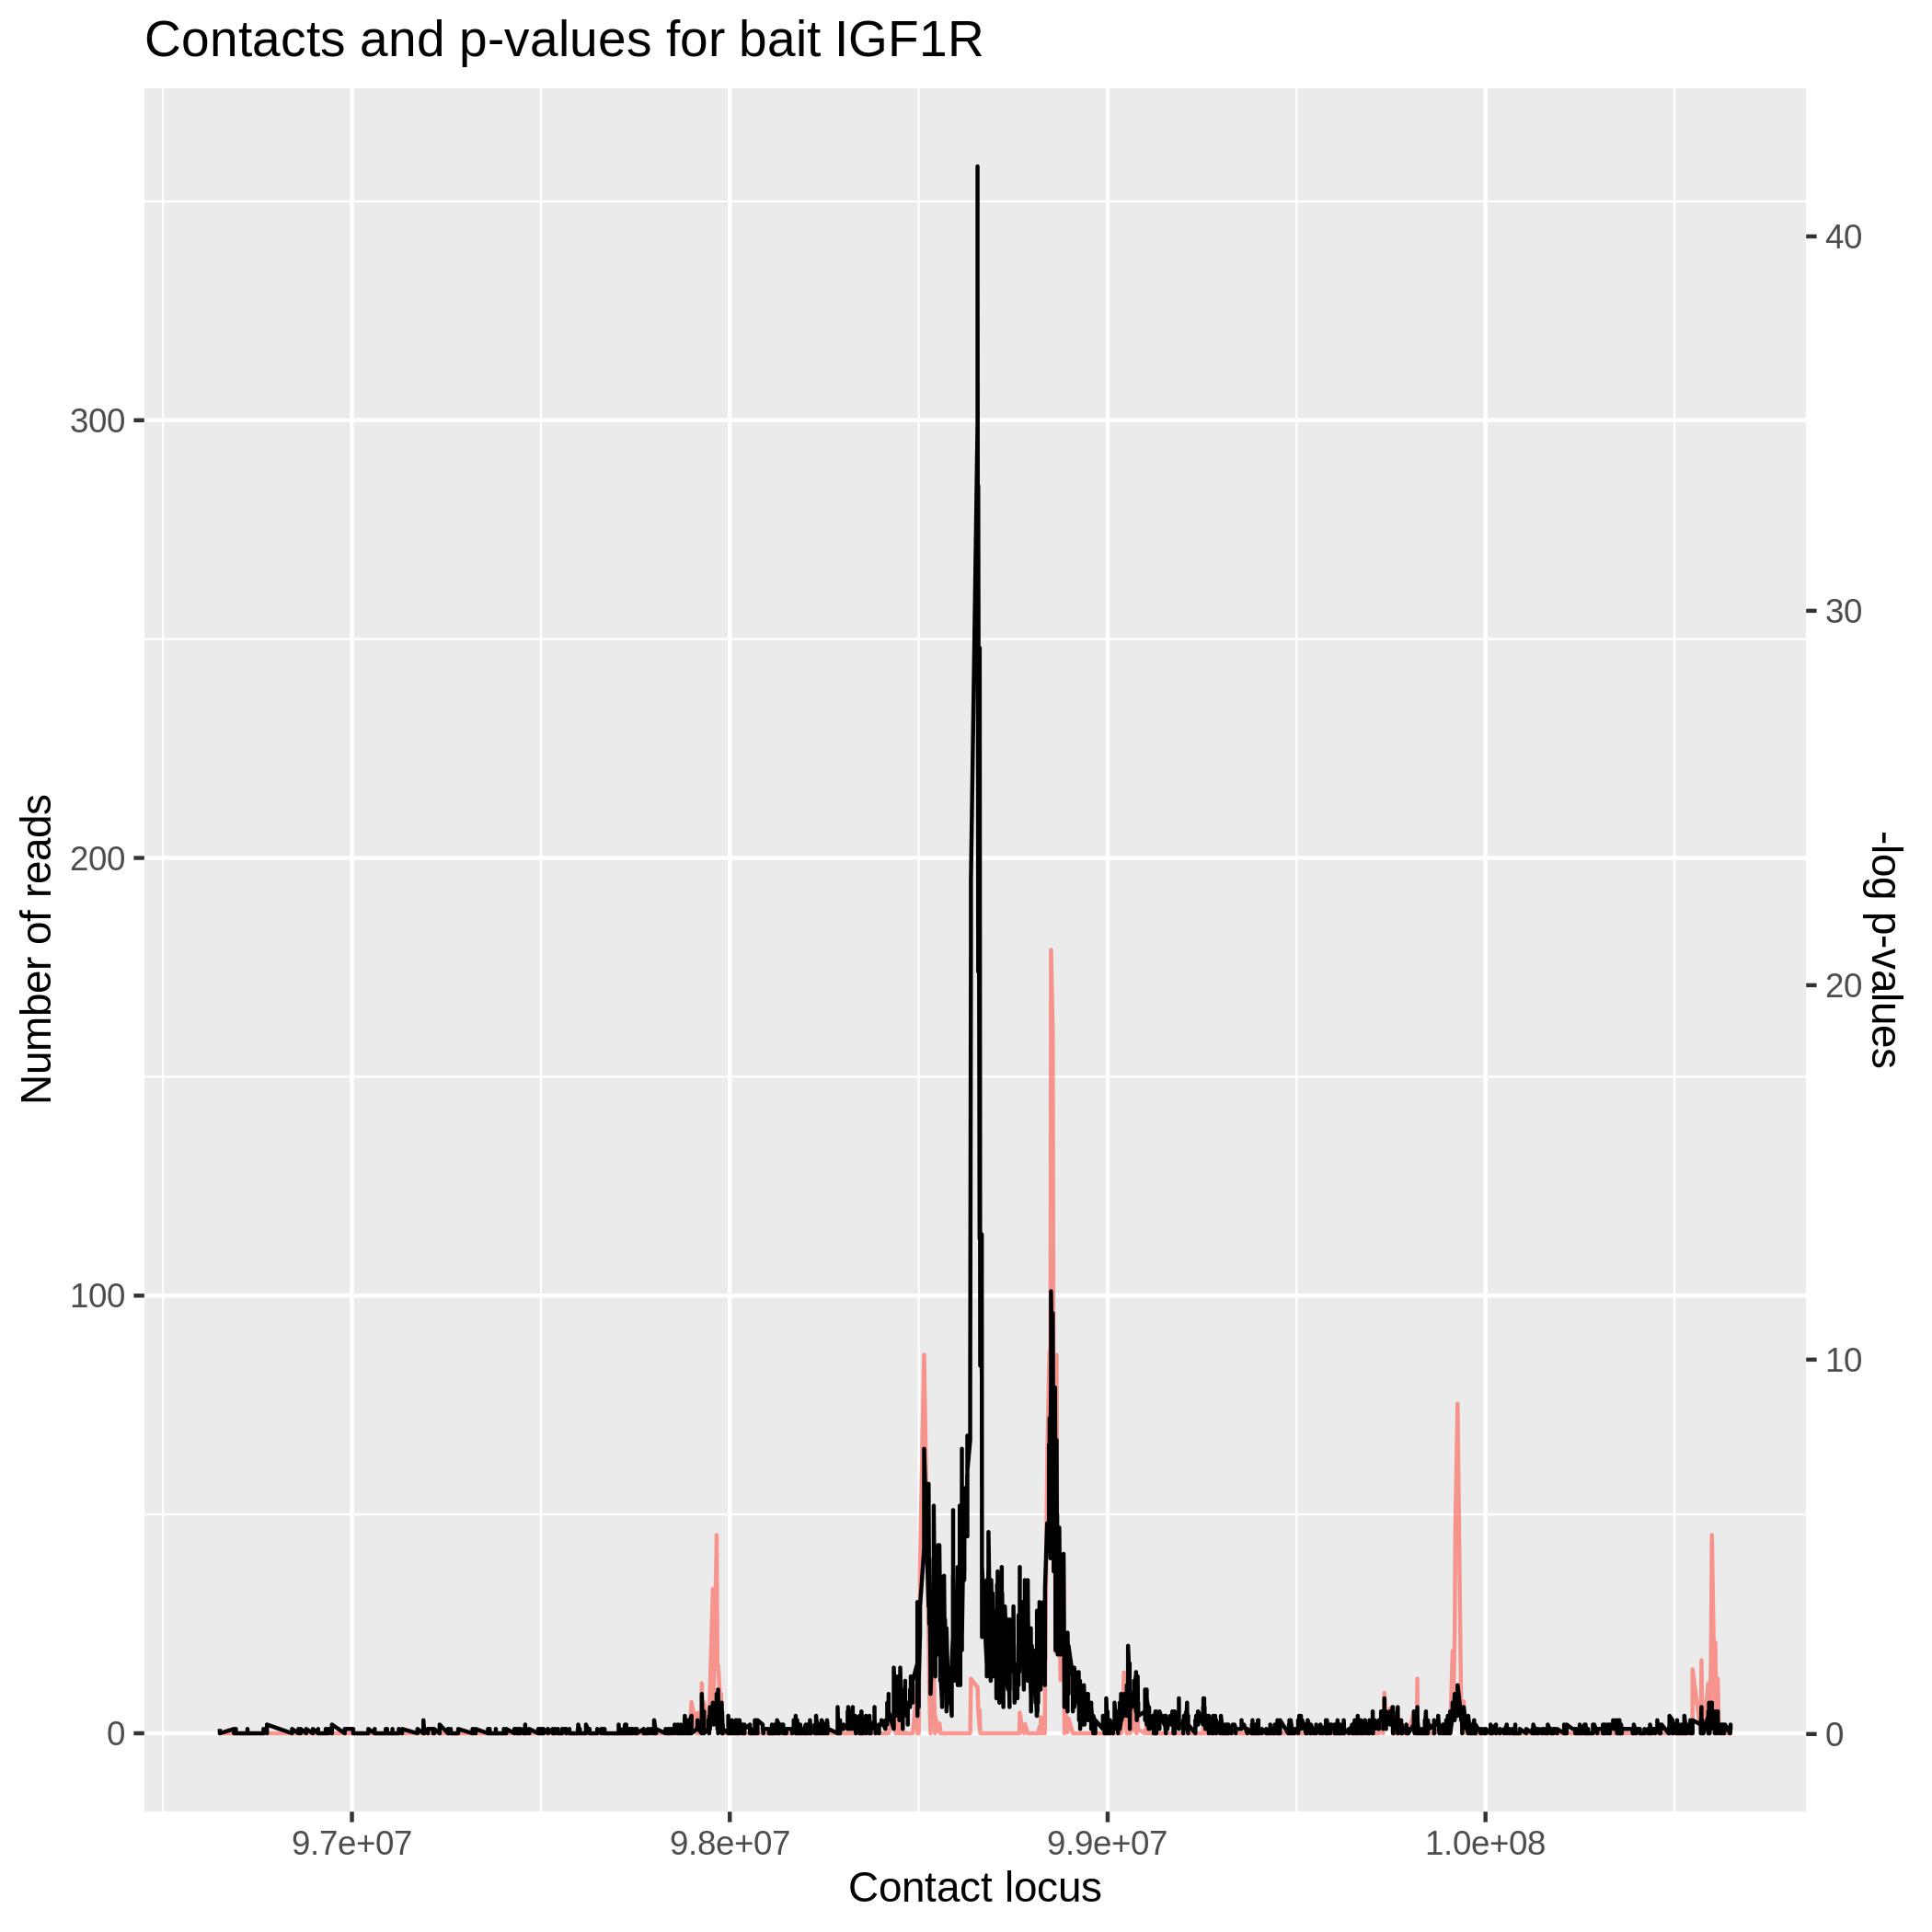 Contacts and p-values for bait IGF1R
Number of reads
300
200
100
0
40
30
20
10
0
-log p-values
9.7e+07
9.8e+07
9.9e+07
1.0e+08
Contact locus